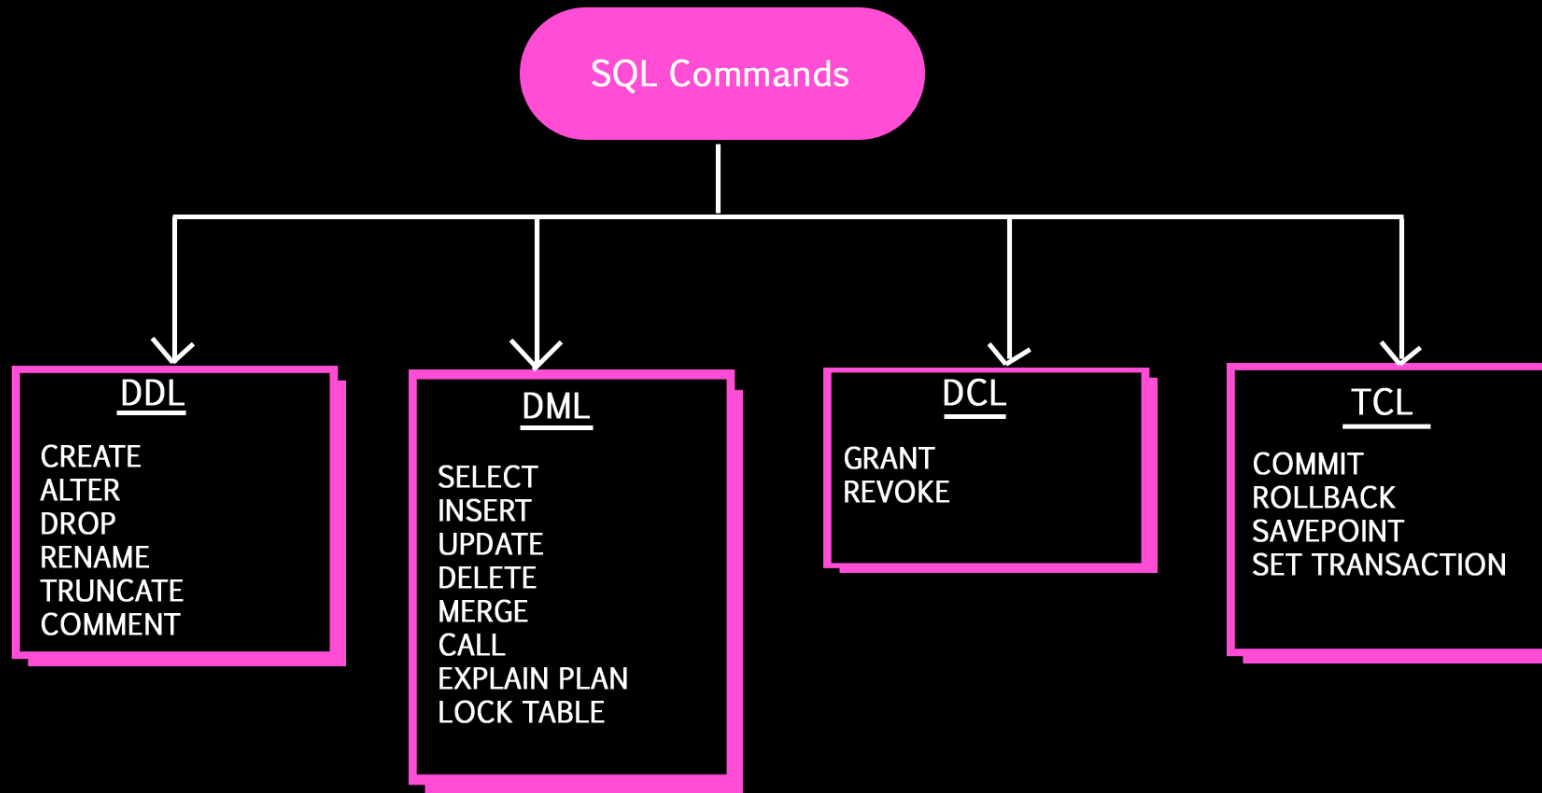 SQL Commands
DDL
CREATE
ALTER
DROP
RENAME
TRUNCATE
COMMENT
DML
SELECT
INSERT
UPDATE
DELETE
MERGE
CALL
EXPLAIN PLAN
LOCK TABLE
DCL
GRANT
REVOKE
TCL
COMMIT
ROLLBACK
SAVEPOINT
SET TRANSACTION